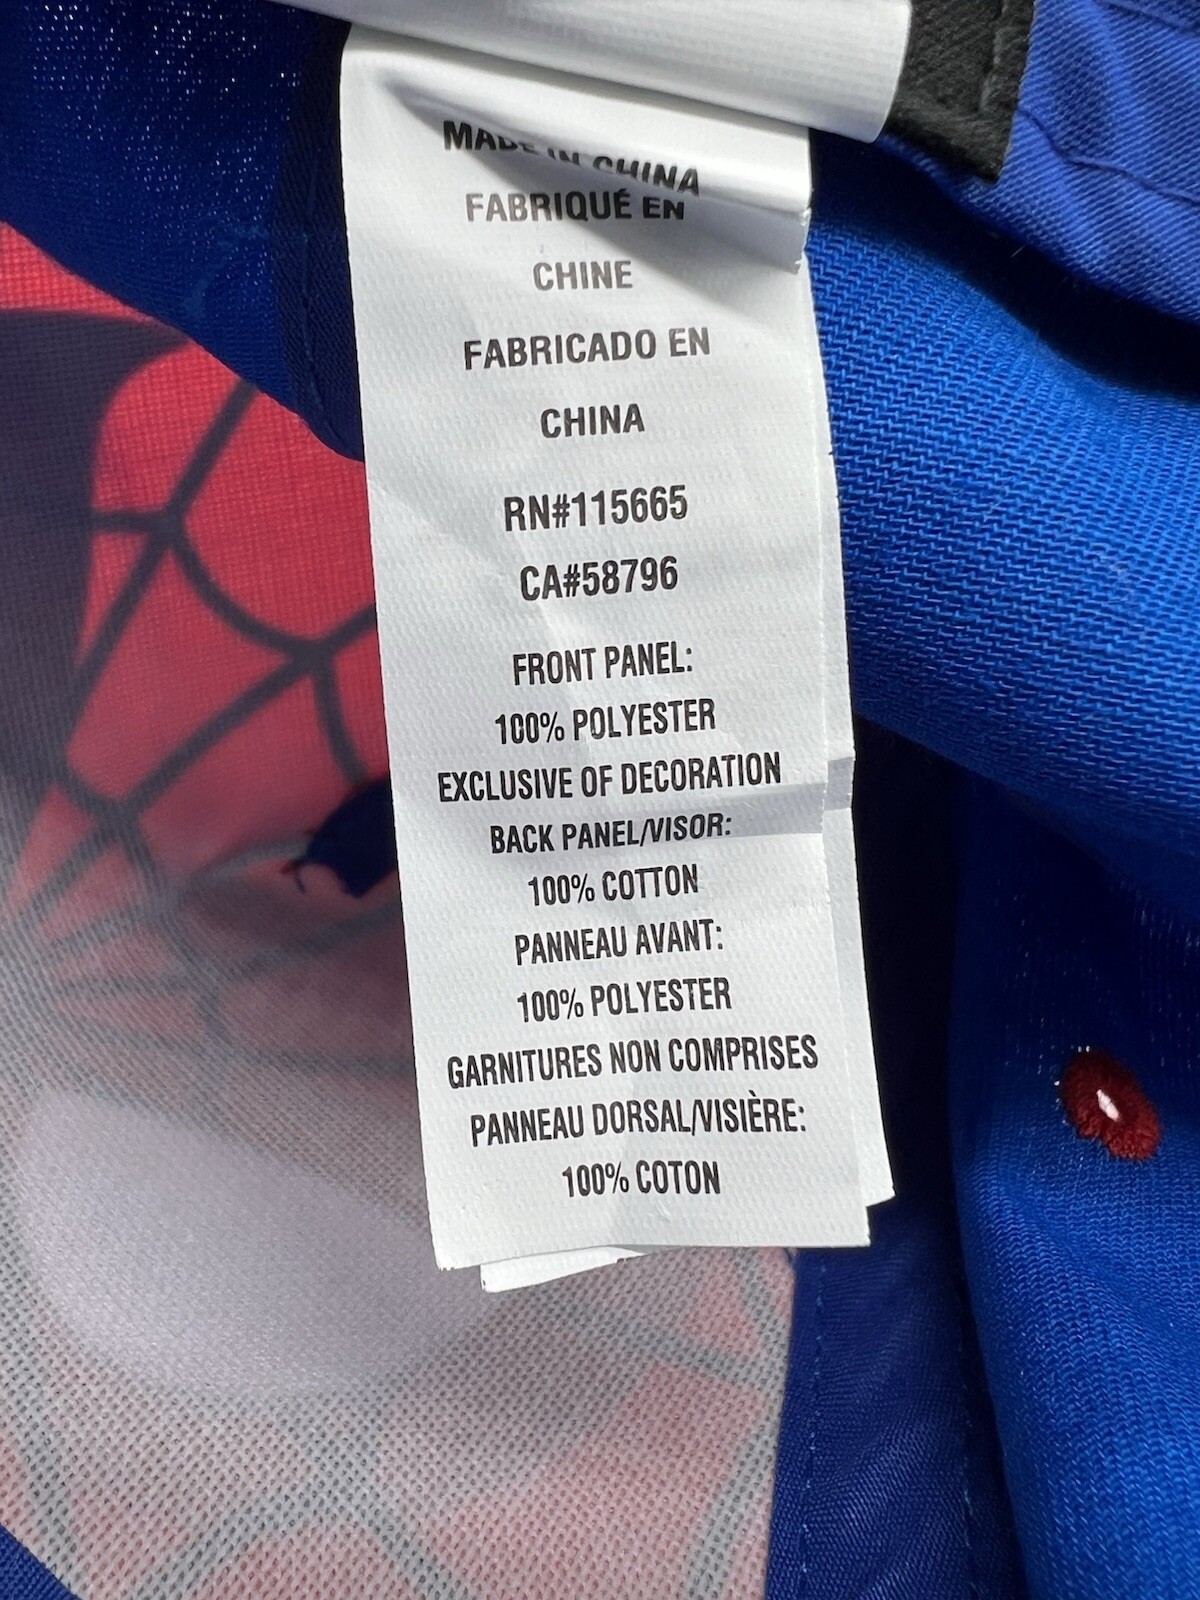 MADE IN CHINA
FABRIQUÉ EN
CHINE
FABRICADO EN
CHINA
RN#115665
CA#58796
FRONT PANEL:
100% POLYESTER
EXCLUSIVE OF DECORATION
BACK PANEL/VISOR:
100% COTTON
PANNEAU AVANT:
100% POLYESTER
GARNITURES NON COMPRISES
PANNEAU DORSAL/VISIÈRE:
100% COTON